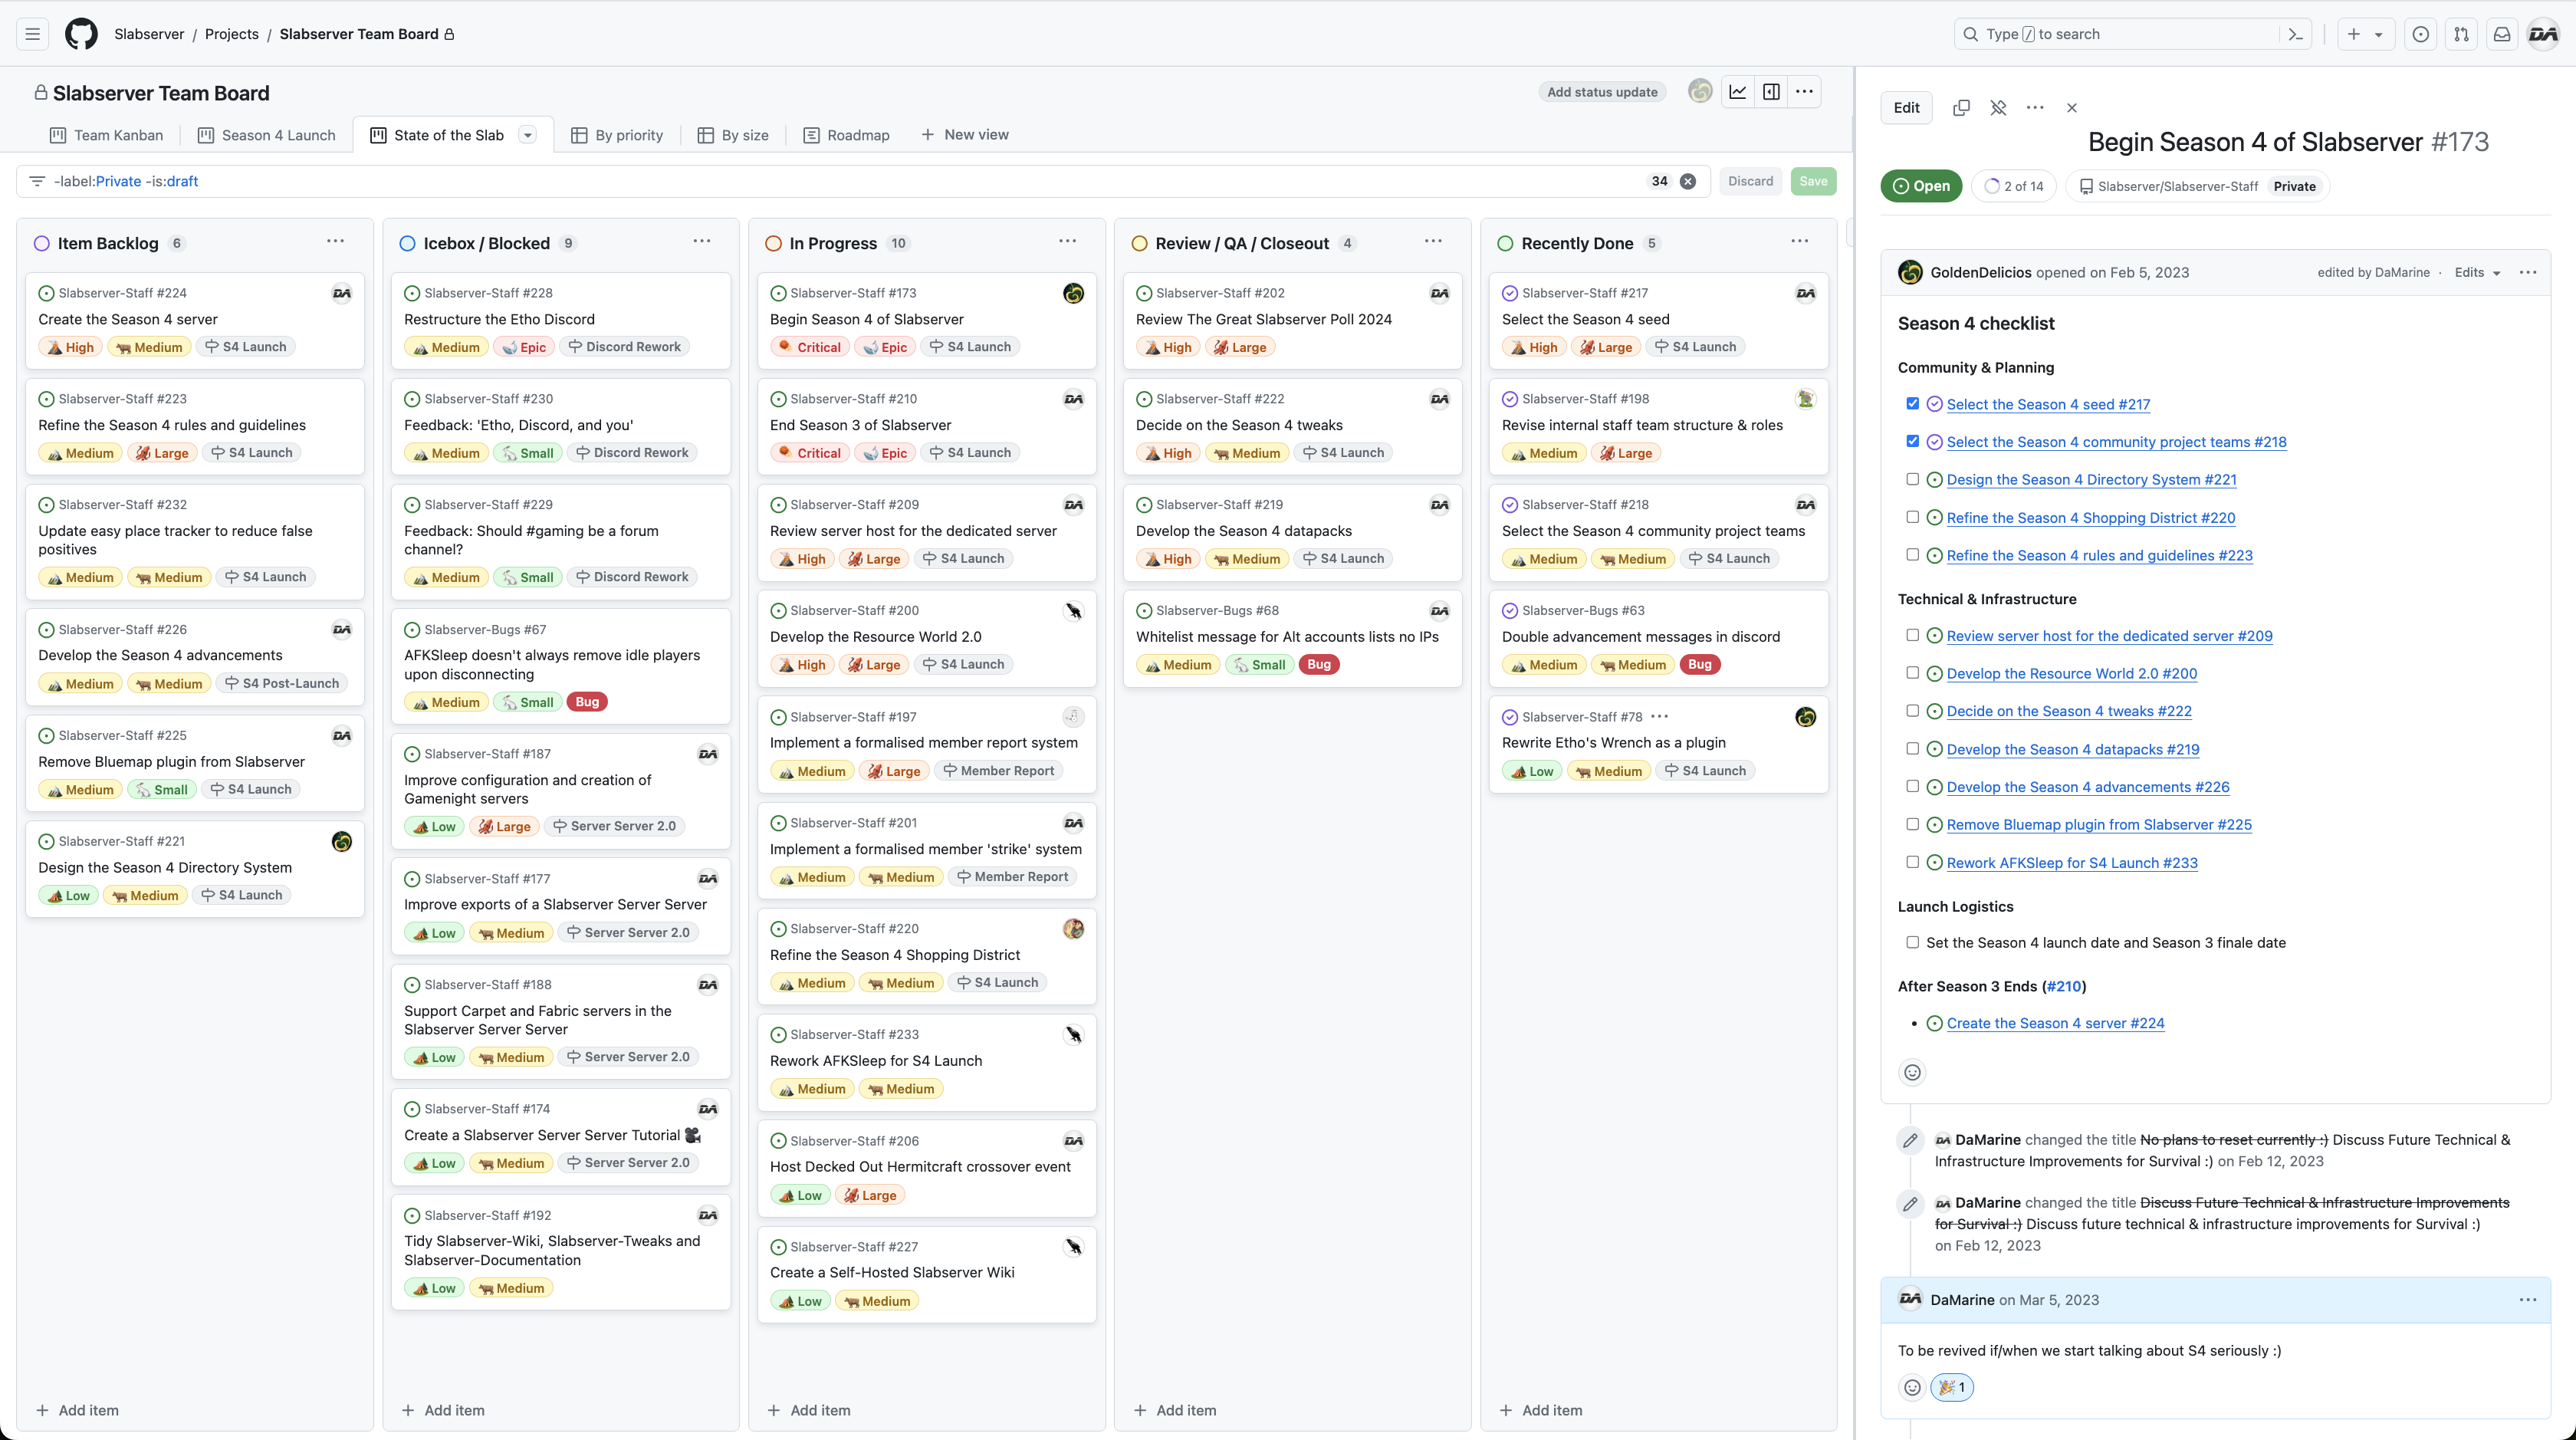 Slabserver / Projects / Slabserver Team Board
Type / to search
DA
Slabserver Team Board
Add status update
Team Kanban
Season 4 Launch
State of the Slab
By priority
By size
Roadmap
New view
-label:Private -is:draft
34
Discard
Save
Item Backlog 6
Slabserver-Staff #224
Create the Season 4 server
High Medium S4 Launch
Slabserver-Staff #223
Refine the Season 4 rules and guidelines
Medium Large S4 Launch
Slabserver-Staff #232
Update easy place tracker to reduce false
positives
Medium Medium S4 Launch
Slabserver-Staff #226
Develop the Season 4 advancements
Medium Medium S4 Post-Launch
Slabserver-Staff #225
Remove Bluemap plugin from Slabserver
Medium Small S4 Launch
Slabserver-Staff #221
Design the Season 4 Directory System
Low Medium S4 Launch
Add item
Icebox / Blocked 9
Slabserver-Staff #228
Restructure the Etho Discord
Medium Epic Discord Rework
Slabserver-Staff #230
Feedback: 'Etho, Discord, and you'
Medium Small Discord Rework
Slabserver-Staff #229
Feedback: Should #gaming be a forum
channel?
Medium Small Discord Rework
Slabserver-Bugs #67
AFKSleep doesn't always remove idle players
upon disconnecting
Medium Small Bug
Slabserver-Staff #187
Improve configuration and creation of
Gamenight servers
Low Large Server Server 2.0
Slabserver-Staff #177
Improve exports of a Slabserver Server Server
Low Medium Server Server 2.0
Slabserver-Staff #188
Support Carpet and Fabric servers in the
Slabserver Server Server
Low Medium Server Server 2.0
Slabserver-Staff #174
Create a Slabserver Server Server Tutorial 🎥
Low Medium Server Server 2.0
Slabserver-Staff #192
Tidy Slabserver-Wiki, Slabserver-Tweaks and
Slabserver-Documentation
Low Medium
Add item
In Progress 10
Slabserver-Staff #173
Begin Season 4 of Slabserver
Critical Epic S4 Launch
Slabserver-Staff #210
End Season 3 of Slabserver
Critical Epic S4 Launch
Slabserver-Staff #209
Review server host for the dedicated server
High Large S4 Launch
Slabserver-Staff #200
Develop the Resource World 2.0
High Large S4 Launch
Slabserver-Staff #197
Implement a formalised member report system
Medium Large Member Report
Slabserver-Staff #201
Implement a formalised member 'strike' system
Medium Medium Member Report
Slabserver-Staff #220
Refine the Season 4 Shopping District
Medium Medium S4 Launch
Slabserver-Staff #233
Rework AFKSleep for S4 Launch
Medium Medium
Slabserver-Staff #206
Host Decked Out Hermitcraft crossover event
Low Large
Slabserver-Staff #227
Create a Self-Hosted Slabserver Wiki
Low Medium
Add item
Review / QA / Closeout 4
Slabserver-Staff #202
Review The Great Slabserver Poll 2024
High Large
Slabserver-Staff #222
Decide on the Season 4 tweaks
High Medium S4 Launch
Slabserver-Staff #219
Develop the Season 4 datapacks
High Medium S4 Launch
Slabserver-Bugs #68
Whitelist message for Alt accounts lists no IPs
Medium Small Bug
Add item
Recently Done 5
Slabserver-Staff #217
Select the Season 4 seed
High Large S4 Launch
Slabserver-Staff #198
Revise internal staff team structure & roles
Medium Large
Slabserver-Staff #218
Select the Season 4 community project teams
Medium Medium S4 Launch
Slabserver-Bugs #63
Double advancement messages in discord
Medium Medium Bug
Slabserver-Staff #78
Rewrite Etho's Wrench as a plugin
Low Medium S4 Launch
Add item
Edit
Begin Season 4 of Slabserver #173
Open
2 of 14
Slabserver/Slabserver-Staff Private
GoldenDelicios opened on Feb 5, 2023
edited by DaMarine · Edits
Season 4 checklist
Community & Planning
Select the Season 4 seed #217
Select the Season 4 community project teams #218
Design the Season 4 Directory System #221
Refine the Season 4 Shopping District #220
Refine the Season 4 rules and guidelines #223
Technical & Infrastructure
Review server host for the dedicated server #209
Develop the Resource World 2.0 #200
Decide on the Season 4 tweaks #222
Develop the Season 4 datapacks #219
Develop the Season 4 advancements #226
Remove Bluemap plugin from Slabserver #225
Rework AFKSleep for S4 Launch #233
Launch Logistics
Set the Season 4 launch date and Season 3 finale date
After Season 3 Ends (#210)
• Create the Season 4 server #224
DaMarine changed the title No plans to reset currently :) Discuss Future Technical &
Infrastructure Improvements for Survival :) on Feb 12, 2023
DaMarine changed the title Discuss Future Technical & Infrastructure Improvements
for Survival :) Discuss future technical & infrastructure improvements for Survival :)
on Feb 12, 2023
DaMarine on Mar 5, 2023
To be revived if/when we start talking about S4 seriously :)
🎉 1